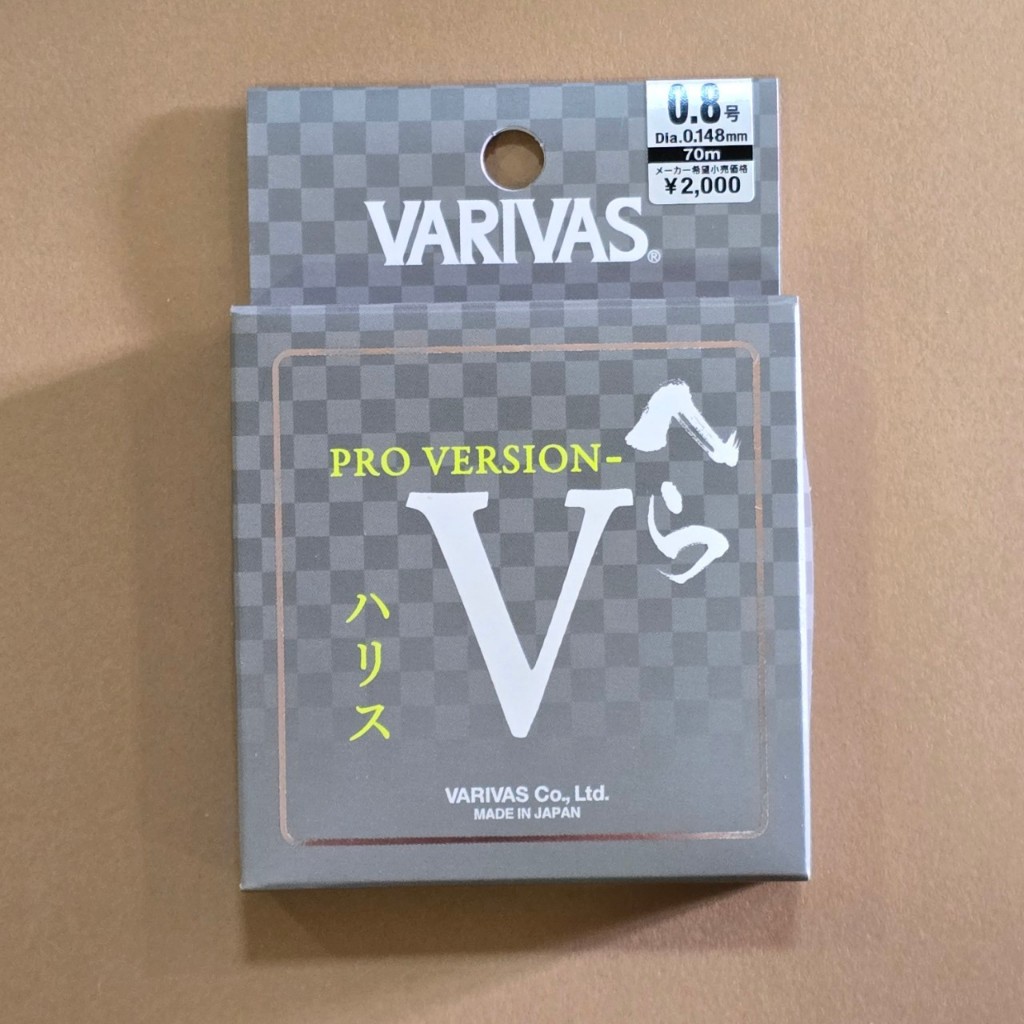 0.8号
Dia.0.148mm
70m
メーカー希望小売価格
¥2,000
VARIVAS®
へら
PRO VERSION-
V
ハリス
VARIVAS Co., Ltd.
MADE IN JAPAN